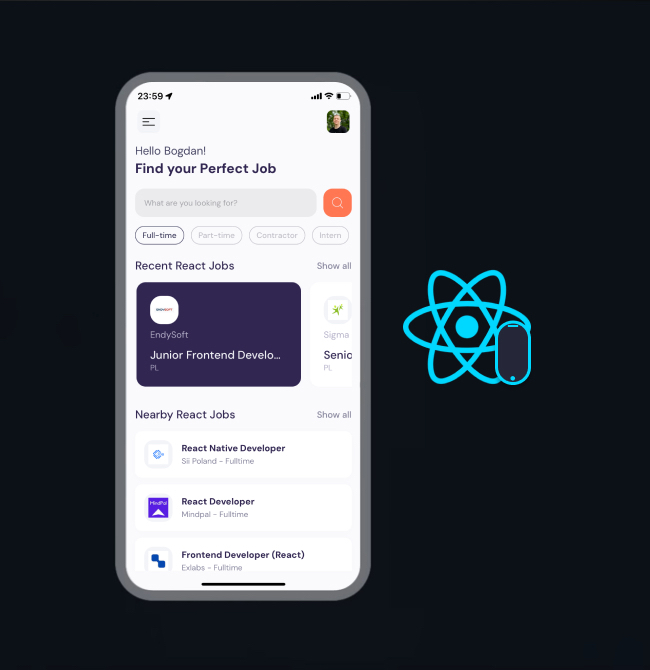 23:59
Hello Bogdan!
Find your Perfect Job
What are you looking for?
Full-time
Part-time
Contractor
Intern
Recent React Jobs
Show all
ENDYSOFT
EndySoft
Sigma
Junior Frontend Develo...
Senio
PL
PL
Nearby React Jobs
Show all
React Native Developer
Sii Poland - Fulltime
MindPal
React Developer
Mindpal - Fulltime
Frontend Developer (React)
Exlabs - Fulltime